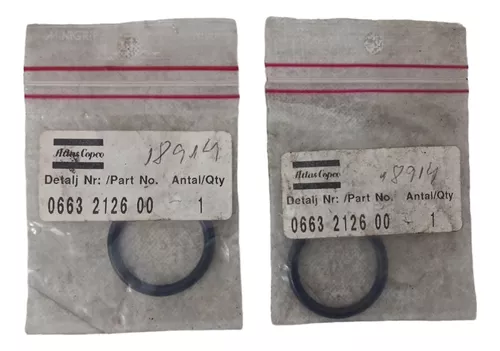 Atlas Copco
18914
Detalj Nr: /Part No. Antal/Qty
0663 2126 00 - 1
Atlas Copco
18914
Detalj Nr: /Part No. Antal/Qty
0663 2126 00 - 1